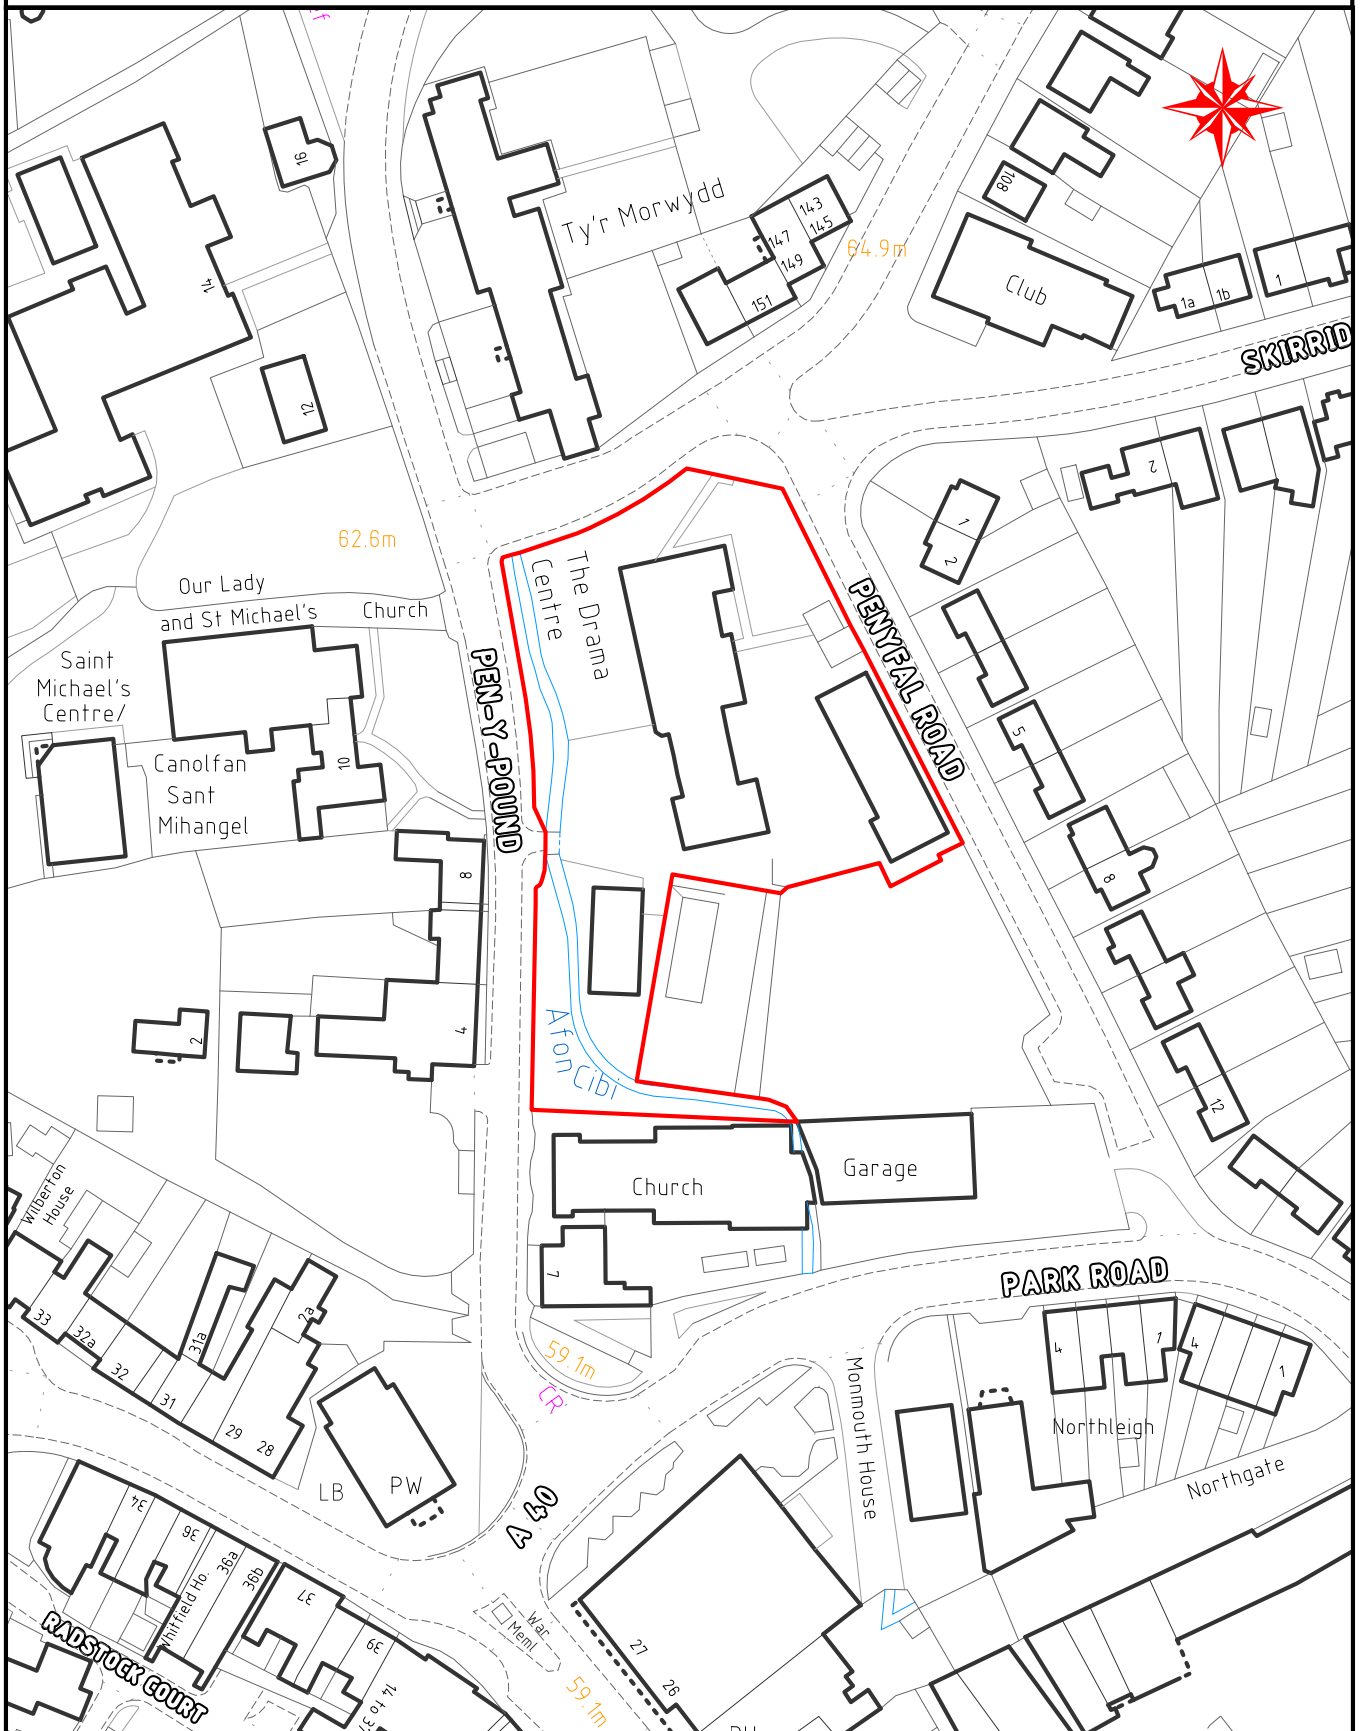 ef
16
Ty'r Morwydd
143
145
147
149
151
64.9m
108
Club
1a
1b
1
SKIRRID
14
12
2
62.6m
1
2
Our Lady
and St Michael's
Church
The Drama
Centre
PENYFAL ROAD
Saint
Michael's
Centre/
PEN-Y-POUND
5
Canolfan
Sant
Mihangel
10
8
8
2
4
Afon Cibi
12
Wilberton
House
Church
Garage
7
PARK ROAD
33
32a
32
31
31a
29
28
2a
59.1m
CR
Monmouth House
4
1
4
1
Northleigh
Northgate
LB
PW
A 40
34
36
Whitfield Ho.
36a
36b
37
39
14 to 3
RADSTOCK COURT
War
Meml
27
26
59.1m
PH